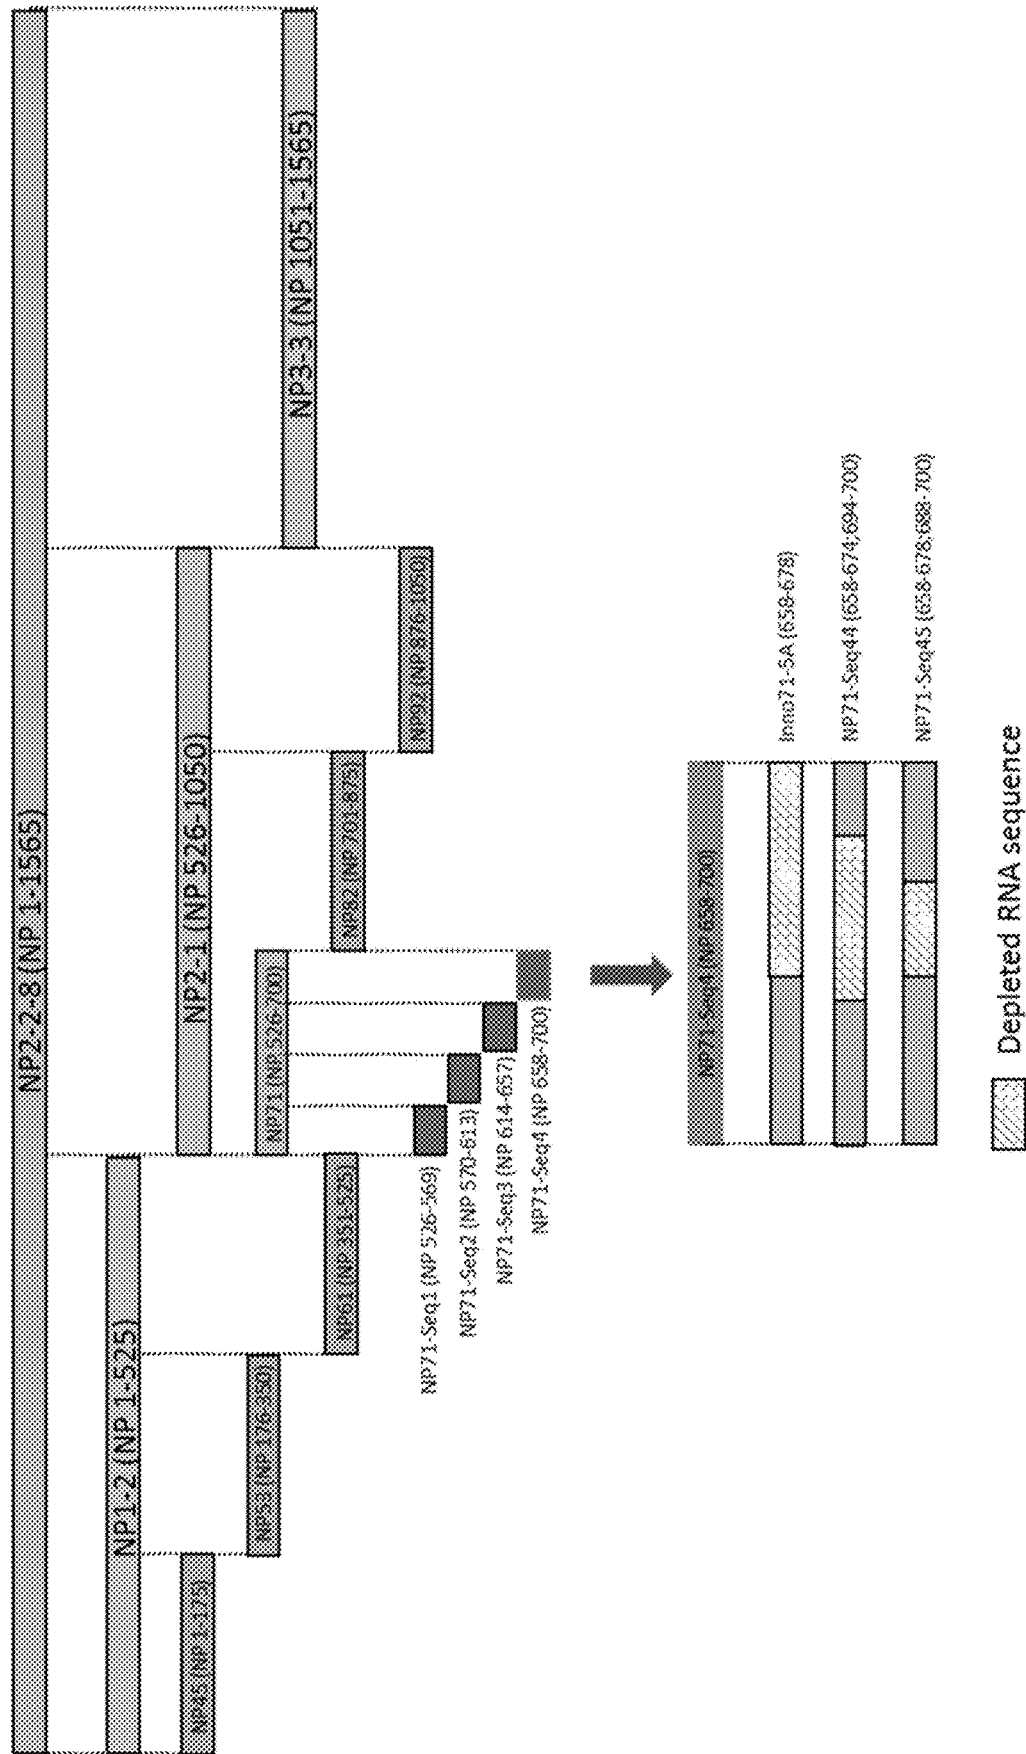 NP2-2-8 (NP 1-1565)
NP1-2 (NP 1-525)
NP2-1 (NP 526-1050)
NP3-3 (NP 1051-1565)
NP45 (NP 1-175)
NP53 (NP 176-350)
NP61 (NP 351-525)
NP71 (NP 526-700)
NP82 (NP 701-875)
NP92 (NP 876-1050)
NP71-Seq1 (NP 526-569)
NP71-Seq2 (NP 570-613)
NP71-Seq3 (NP 614-657)
NP71-Seq4 (NP 658-700)
NP71-Seq4 (NP 658-700)
Inno71-5A (658-678)
NP71-Seq44 (658-674;694-700)
NP71-Seq45 (658-678;688-700)
Depleted RNA sequence